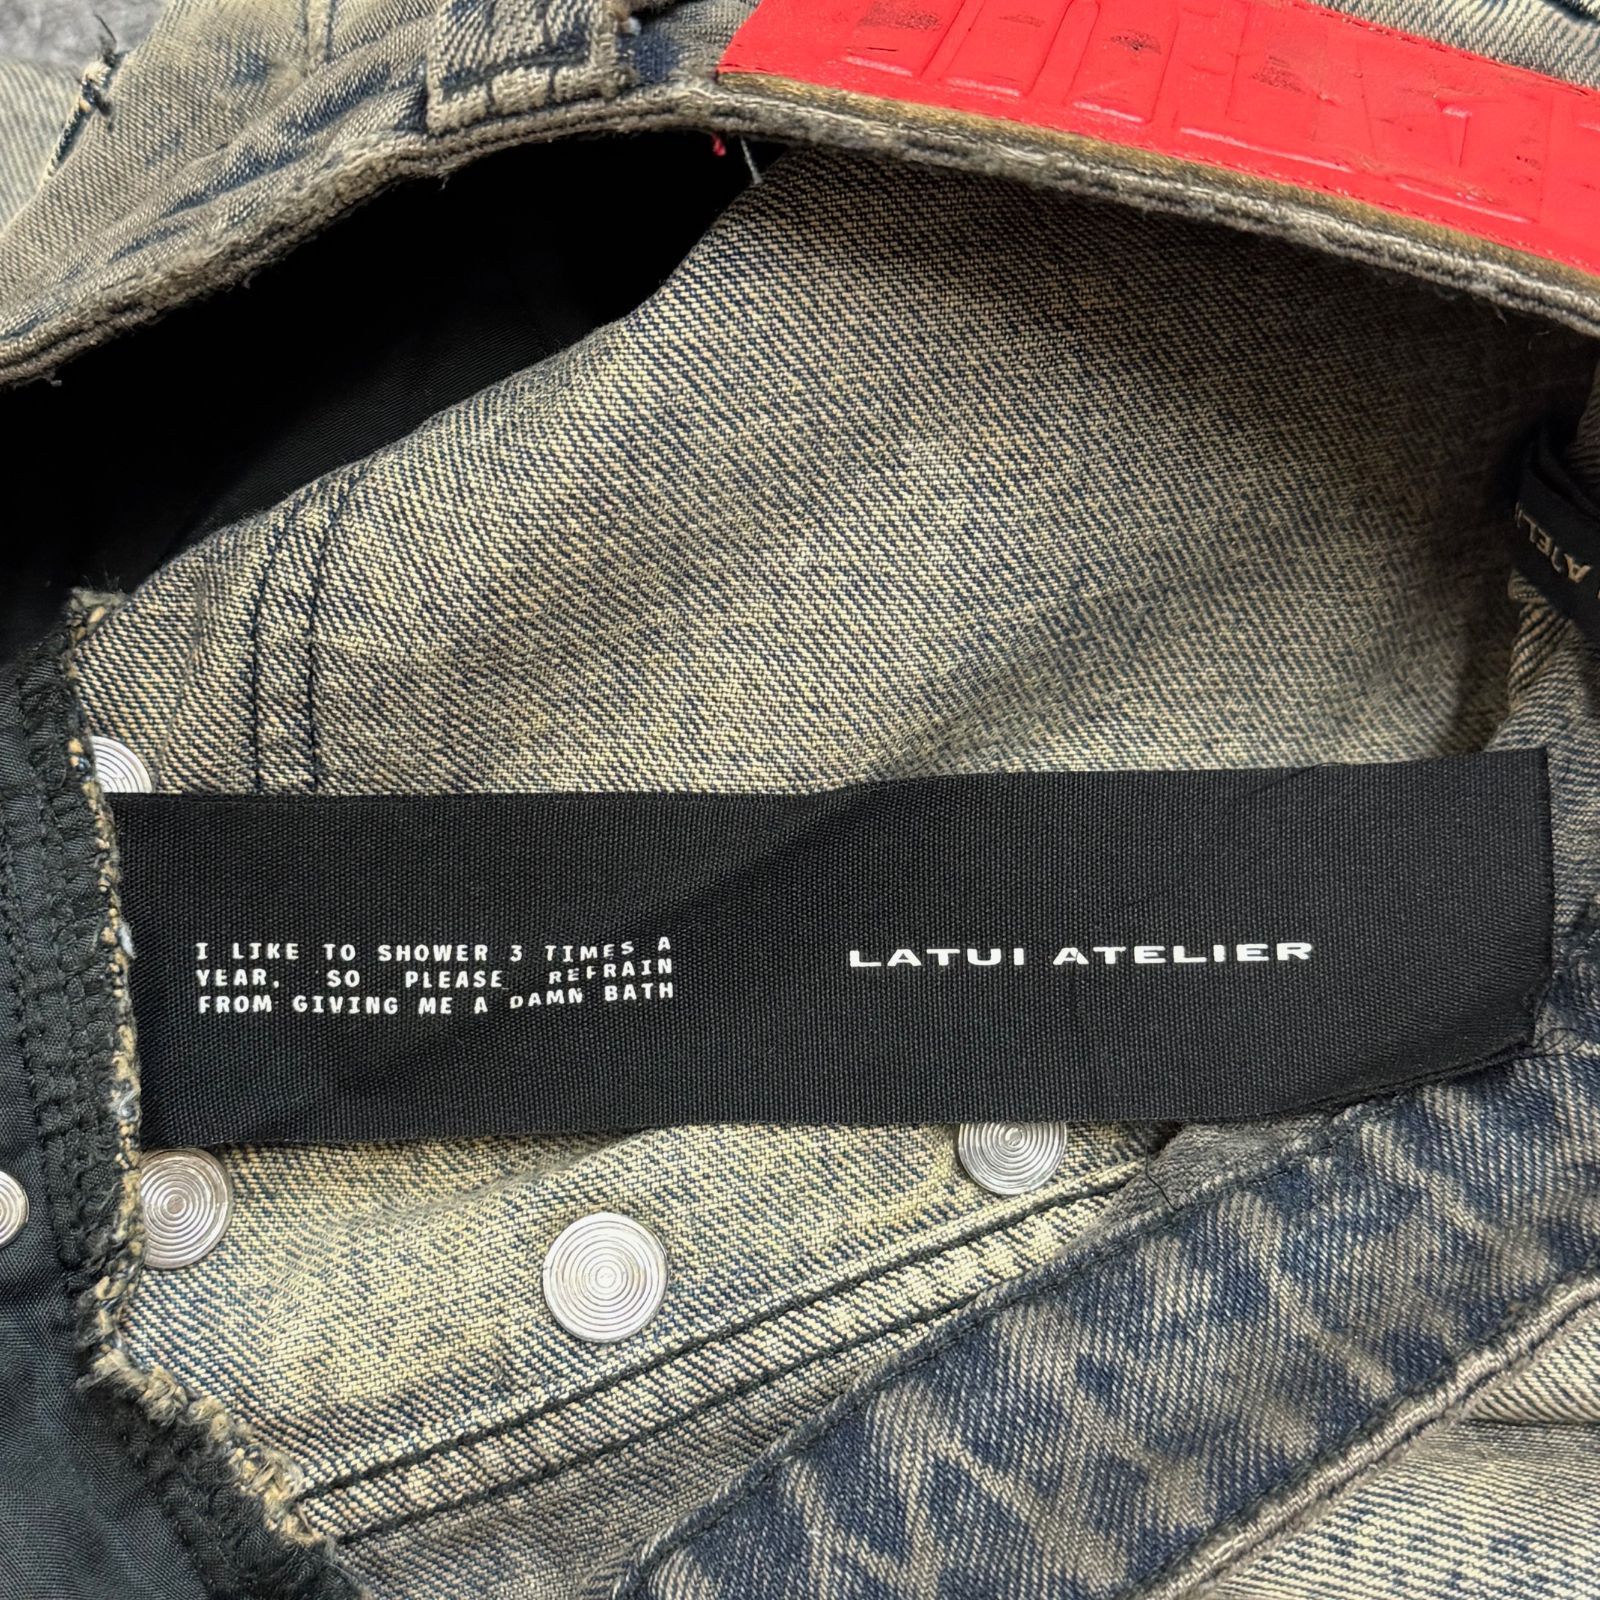 I LIKE TO SHOWER 3 TIMES A
YEAR, SO PLEASE REFRAIN
FROM GIVING ME A DAMN BATH
LATUI ATELIER